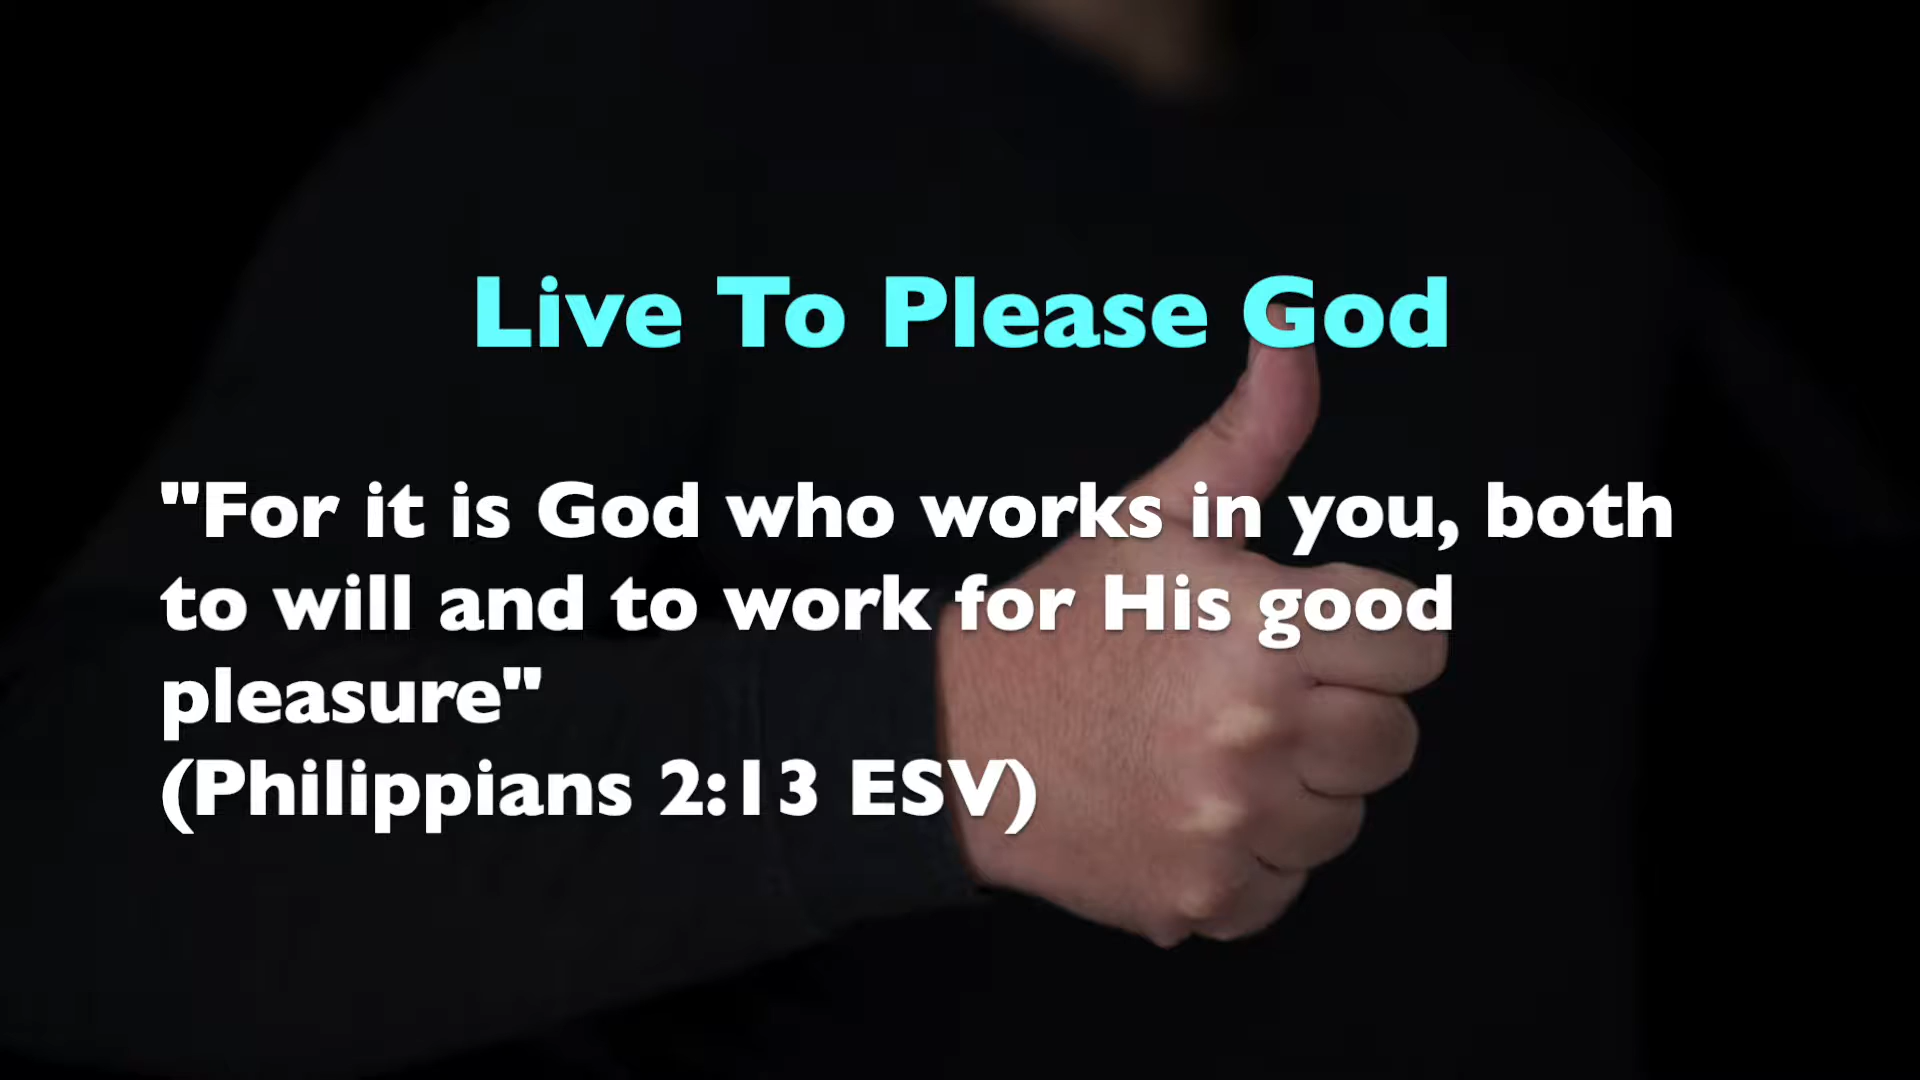 Live To Please God
"For it is God who works in you, both
to will and to work for His good
pleasure"
(Philippians 2:13 ESV)